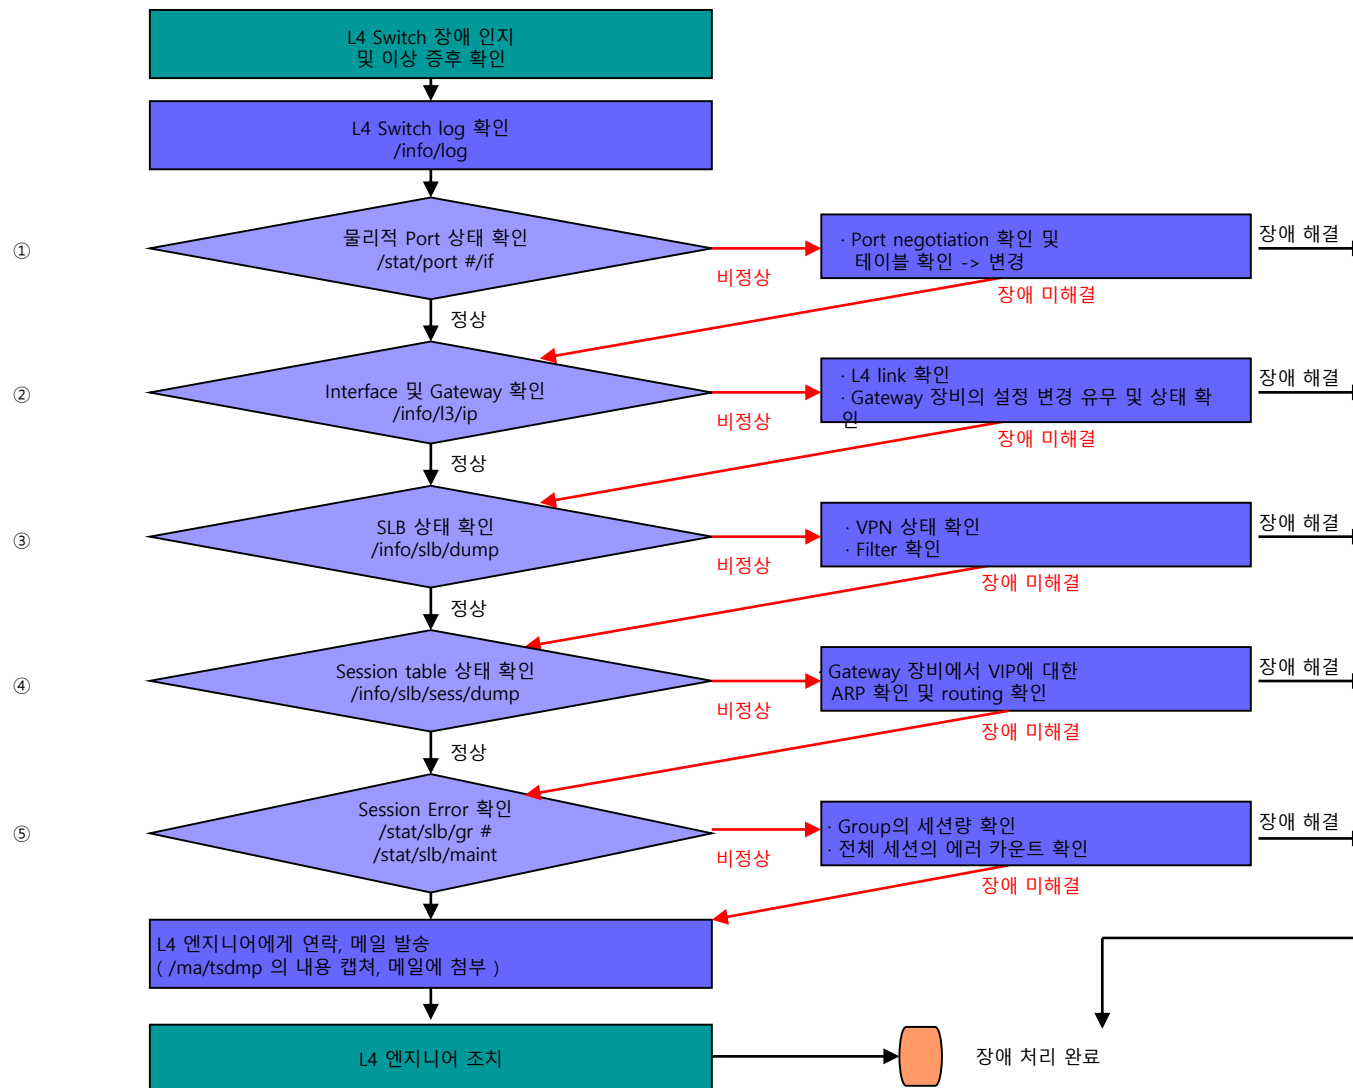 L4 Switch 장애 인지
및 이상 증후 확인
L4 Switch log 확인
/info/log
①
물리적 Port 상태 확인
/stat/port #/if
비정상
· Port negotiation 확인 및
테이블 확인 -> 변경
장애 해결
장애 미해결
정상
②
Interface 및 Gateway 확인
/info/l3/ip
비정상
· L4 link 확인
· Gateway 장비의 설정 변경 유무 및 상태 확
인
장애 해결
장애 미해결
정상
③
SLB 상태 확인
/info/slb/dump
비정상
· VPN 상태 확인
· Filter 확인
장애 해결
장애 미해결
정상
④
Session table 상태 확인
/info/slb/sess/dump
비정상
· Gateway 장비에서 VIP에 대한
ARP 확인 및 routing 확인
장애 해결
장애 미해결
정상
⑤
Session Error 확인
/stat/slb/gr #
/stat/slb/maint
비정상
· Group의 세션량 확인
· 전체 세션의 에러 카운트 확인
장애 해결
장애 미해결
L4 엔지니어에게 연락, 메일 발송
( /ma/tsdmp 의 내용 캡쳐, 메일에 첨부 )
L4 엔지니어 조치
장애 처리 완료